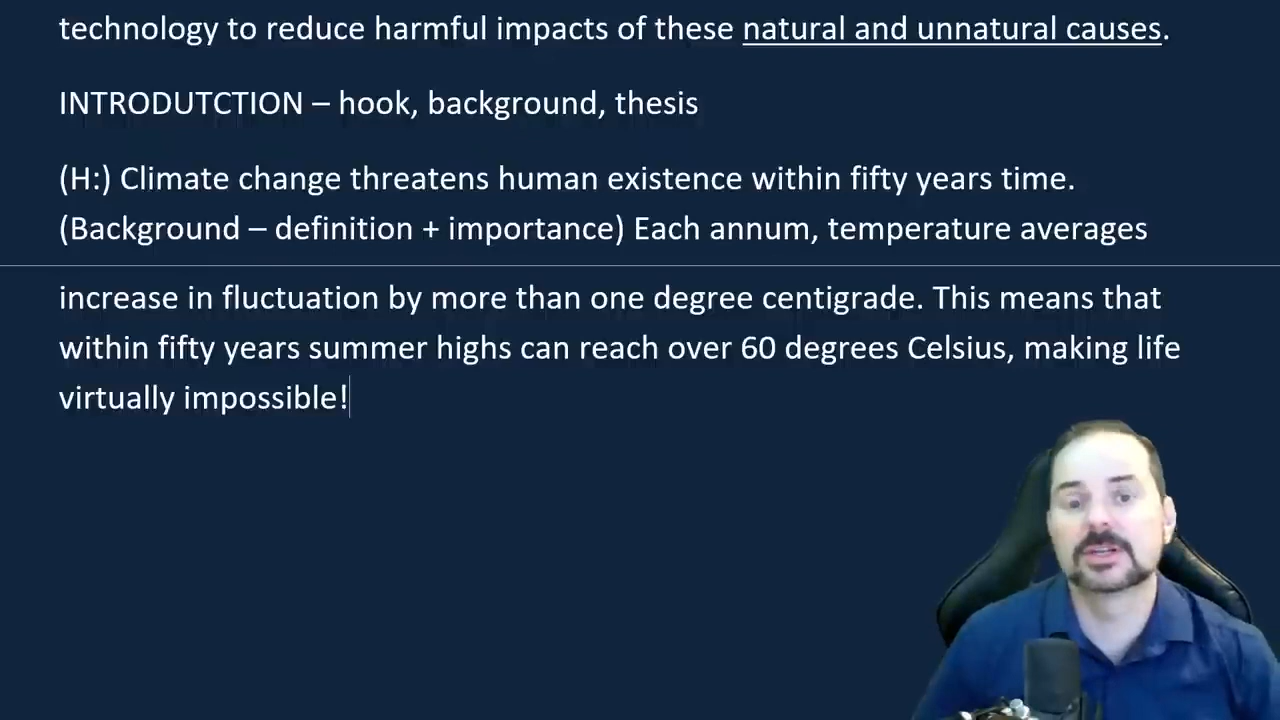 technology to reduce harmful impacts of these natural and unnatural causes.
INTRODUTCTION – hook, background, thesis
(H:) Climate change threatens human existence within fifty years time.
(Background – definition + importance) Each annum, temperature averages
increase in fluctuation by more than one degree centigrade. This means that
within fifty years summer highs can reach over 60 degrees Celsius, making life
virtually impossible!